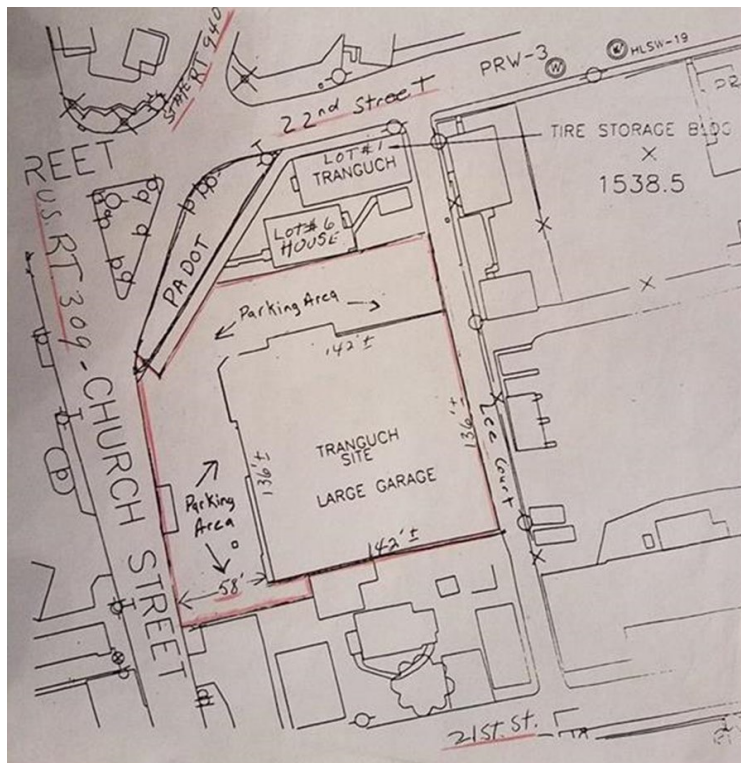 STATE RT 940
PRW-3
HLSW-19
22nd Street
REET
LOT #1
TRANGUCH
TIRE STORAGE BLDG
1538.5
U.S. RT 309 -
CHURCH STREET
PADOT
LOT # 6
HOUSE
Parking Area
142' ±
136' ±
TRANGUCH
SITE
LARGE GARAGE
136' ±
Lee Court
Parking
Area
142' ±
58'
21st. St.